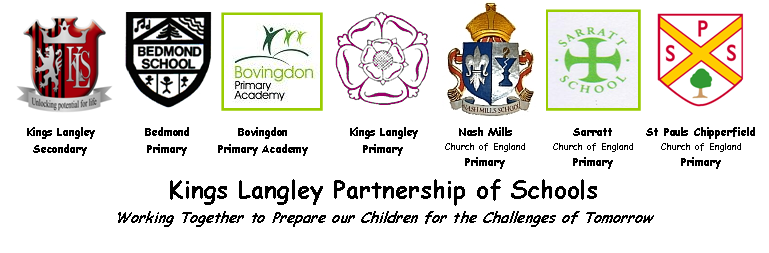 KLS
Unlocking potential for life
Kings Langley
Secondary
BEDMOND
SCHOOL
Bedmond
Primary
Bovingdon
Primary
Academy
Bovingdon
Primary Academy
Kings Langley
Primary
NASH MILLS SCHOOL
Nash Mills
Church of England
Primary
SARRATT
SCHOOL
Sarratt
Church of England
Primary
S P S
St Pauls Chipperfield
Church of England
Primary
Kings Langley Partnership of Schools
Working Together to Prepare our Children for the Challenges of Tomorrow